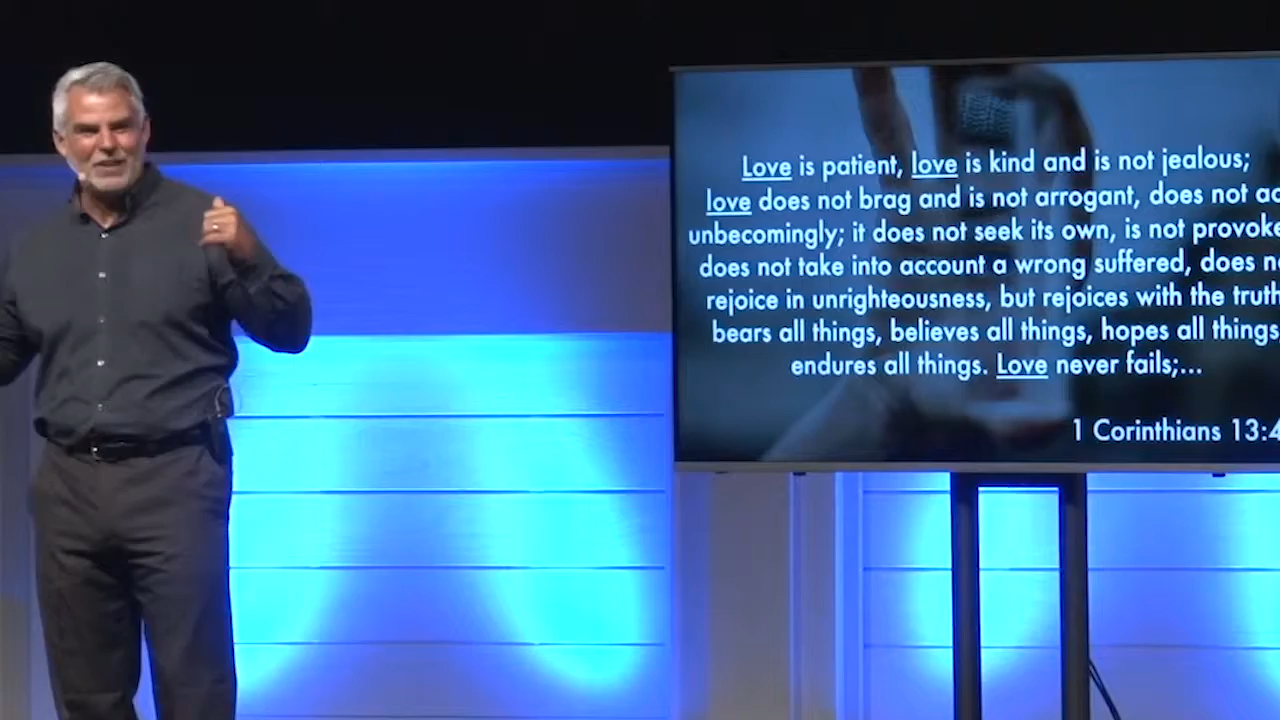 Love is patient, love is kind and is not jealous;
love does not brag and is not arrogant, does not ac
unbecomingly; it does not seek its own, is not provoke
does not take into account a wrong suffered, does n
rejoice in unrighteousness, but rejoices with the truth
bears all things, believes all things, hopes all things
endures all things. Love never fails;...
1 Corinthians 13:4